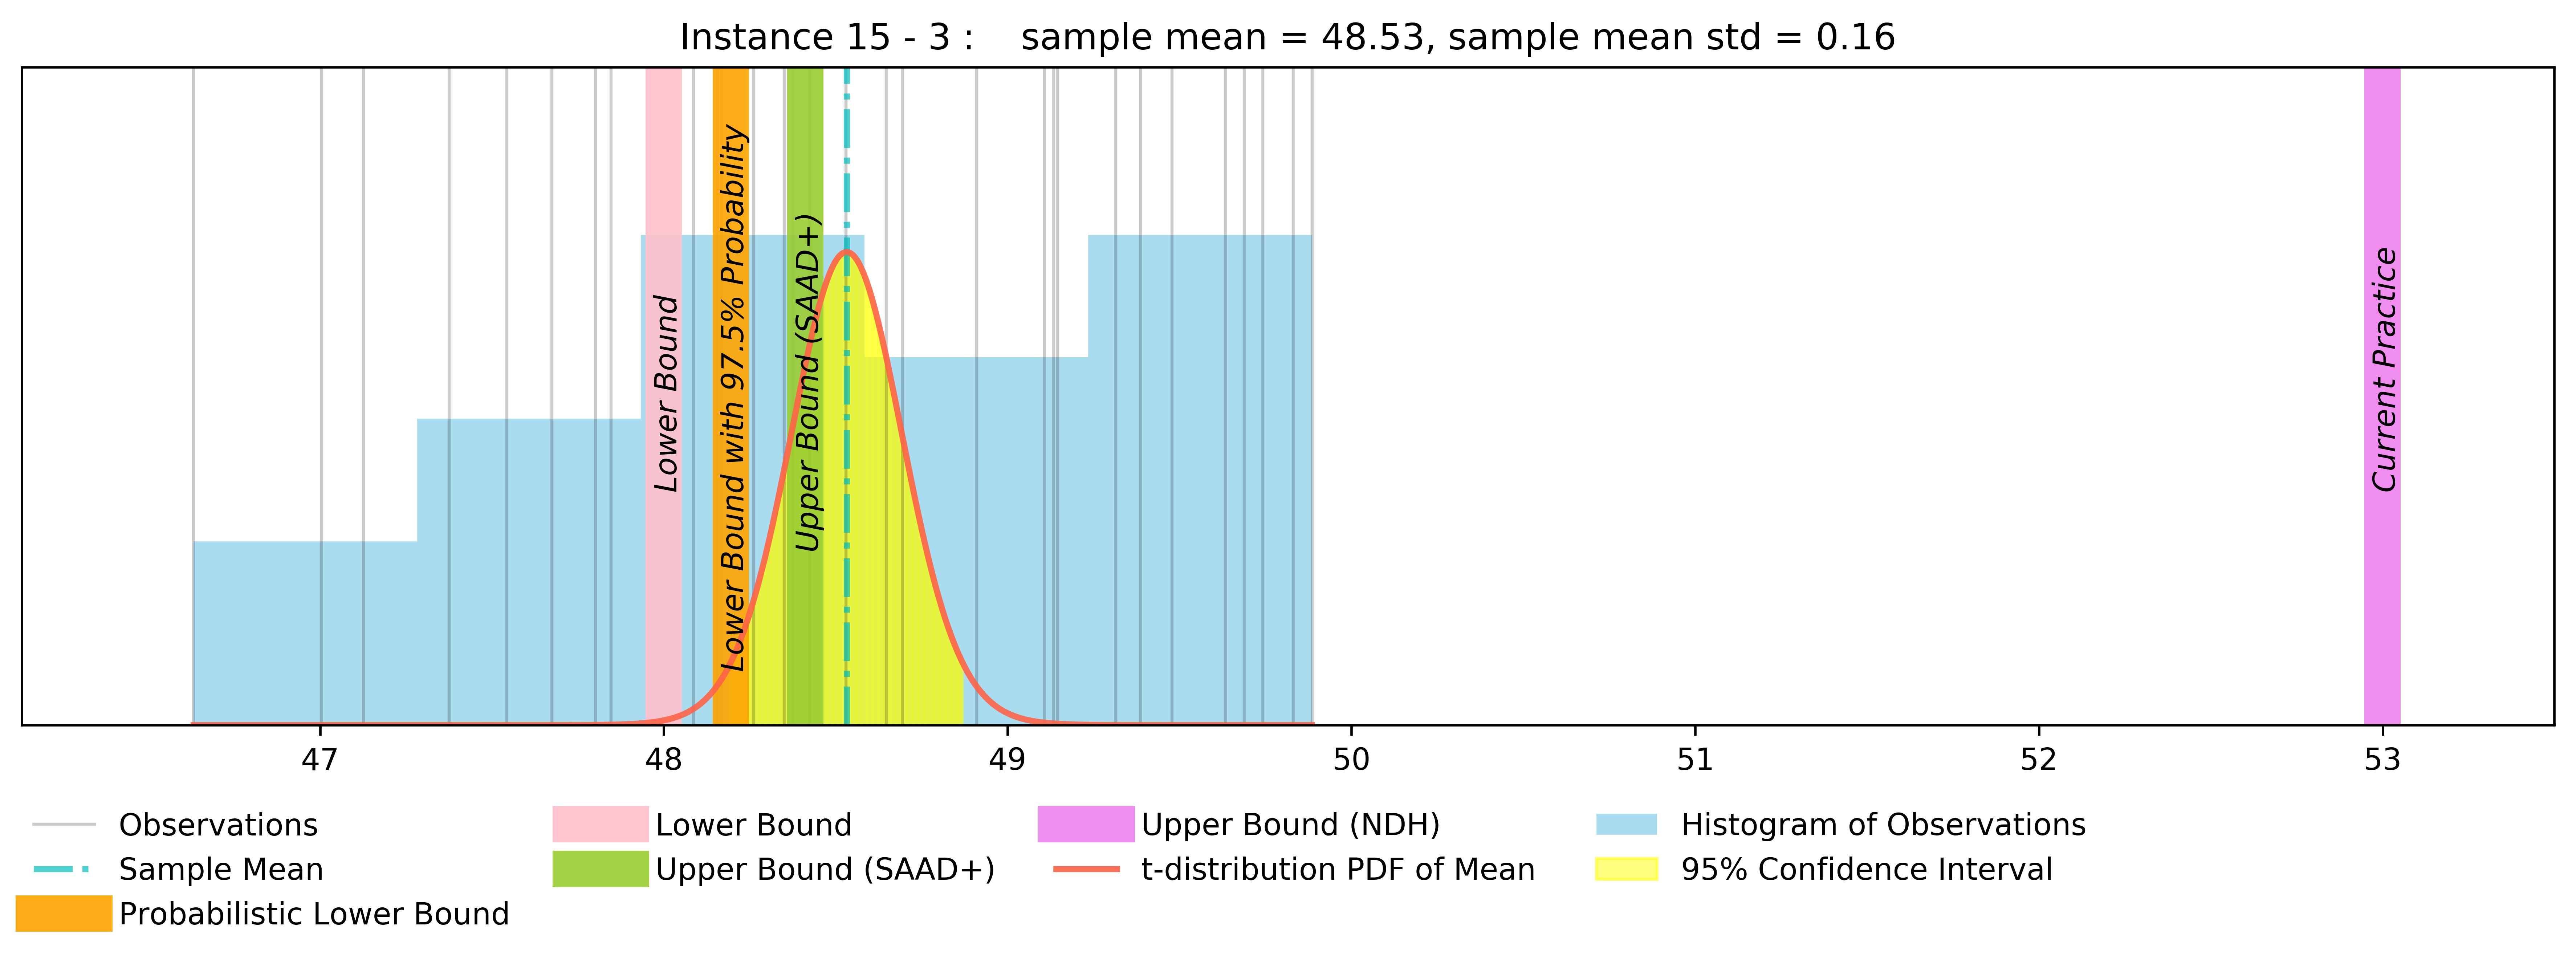 Instance 15 - 3 :    sample mean = 48.53, sample mean std = 0.16
Lower Bound
Lower Bound with 97.5% Probability
Upper Bound (SAAD+)
Current Practice
47 48 49 50 51 52 53
Observations
Sample Mean
Probabilistic Lower Bound
Lower Bound
Upper Bound (SAAD+)
Upper Bound (NDH)
t-distribution PDF of Mean
Histogram of Observations
95% Confidence Interval